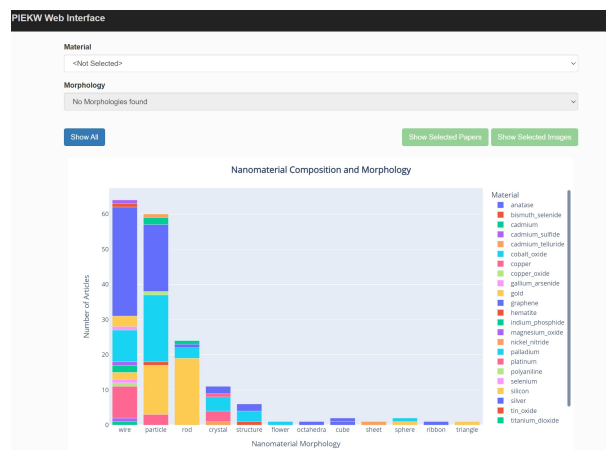 PIEKW Web Interface
Material
<Not Selected>
Morphology
No Morphologies found
Show All
Show Selected Papers
Show Selected Images
Nanomaterial Composition and Morphology
Number of Articles
60
50
40
30
20
10
0
wire particle rod crystal structure flower octahedra cube sheet sphere ribbon triangle
Nanomaterial Morphology
Material
anatase
bismuth_selenide
cadmium
cadmium_sulfide
cadmium_telluride
cobalt_oxide
copper
copper_oxide
gallium_arsenide
gold
graphene
hematite
indium_phosphide
magnesium_oxide
nickel_nitride
palladium
platinum
polyaniline
selenium
silicon
silver
tin_oxide
titanium_dioxide